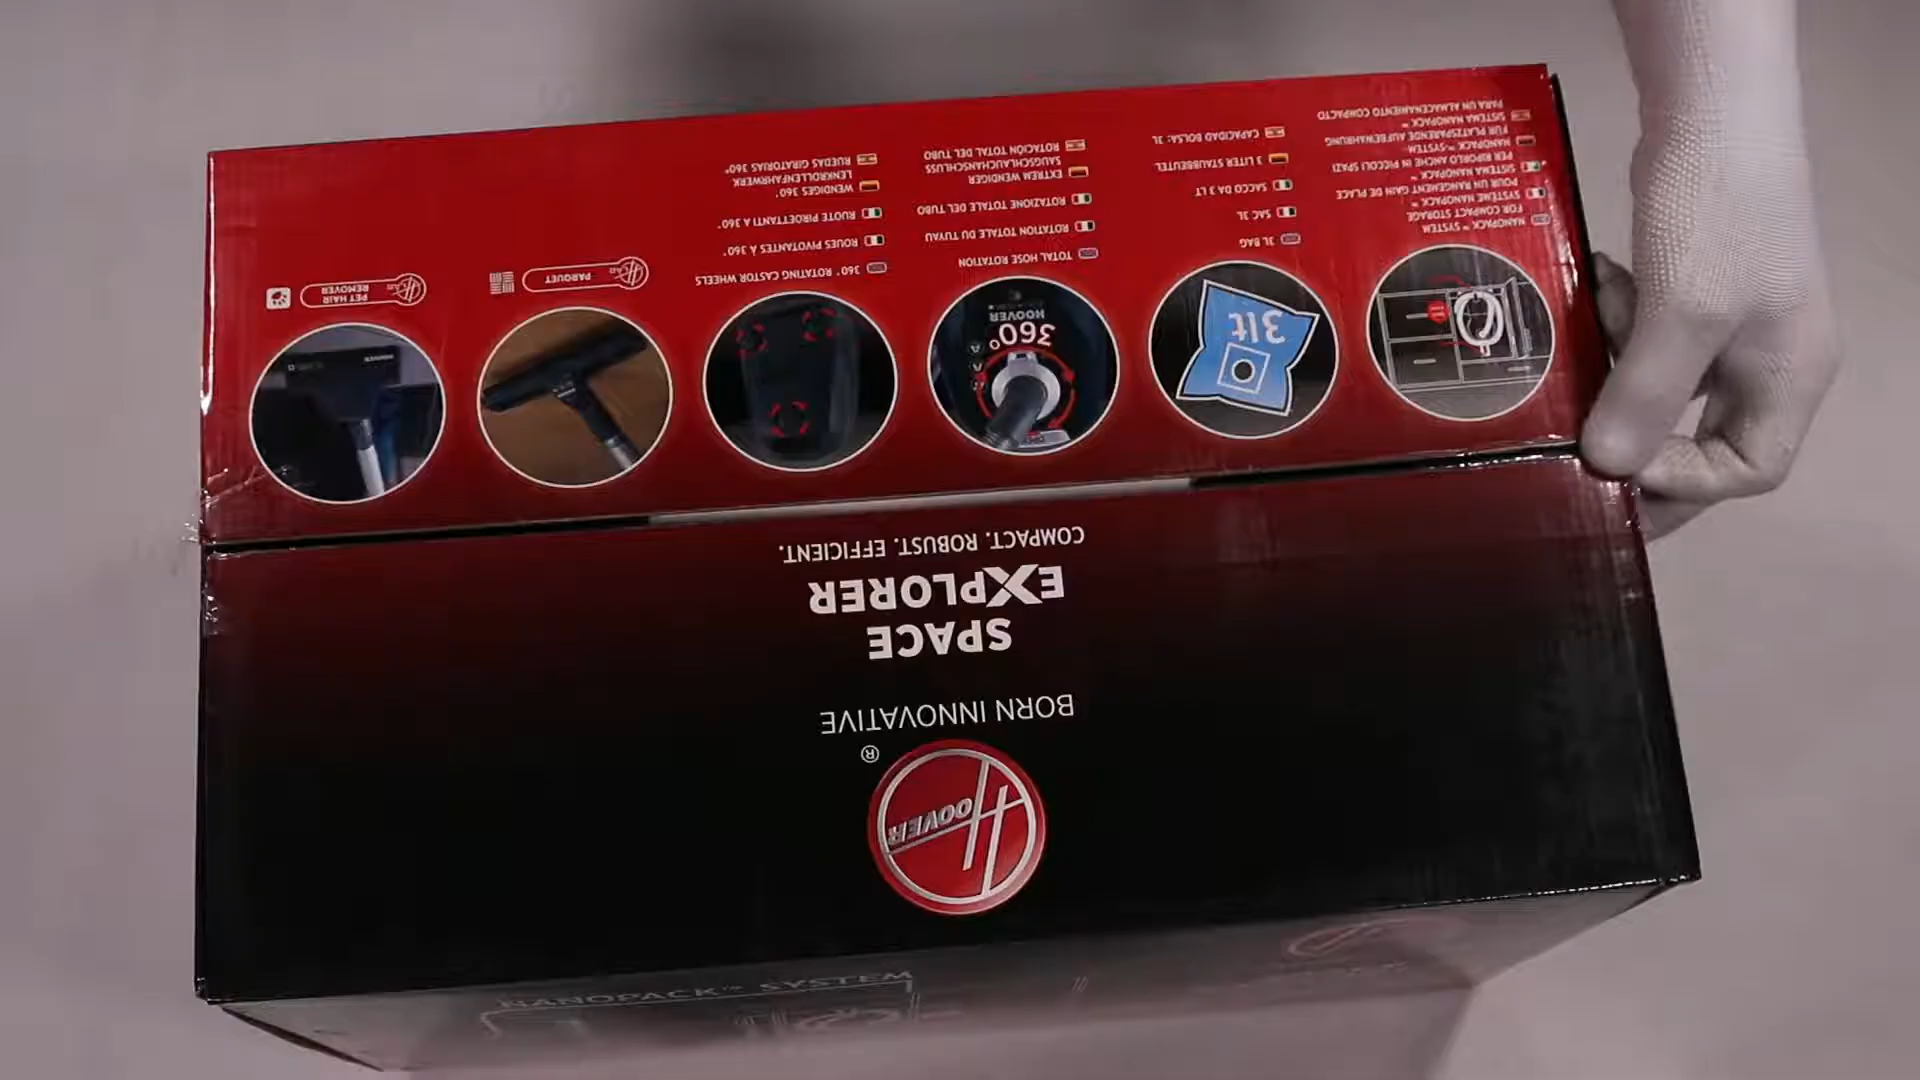 HOOVER
®
BORN INNOVATIVE
SPACE
EXPLORER
COMPACT. ROBUST. EFFICIENT.
NANOPACK™ SYSTEM
FOR COMPACT STORAGE
SYSTÈME NANOPACK™
POUR UN RANGEMENT GAIN DE PLACE
SISTEMA NANOPACK™
PER RIPORLO ANCHE IN PICCOLI SPAZI
NANOPACK™-SYSTEM
FÜR PLATZSPARENDE AUFBEWAHRUNG
SISTEMA NANOPACK™
PARA UN ALMACENAMIENTO COMPACTO
3lt
3L BAG
SAC 3L
SACCO DA 3 LT
3 LITER STAUBBEUTEL
CAPACIDAD BOLSA: 3L
360°
HOOVER
TOTAL HOSE ROTATION
ROTATION TOTALE DU TUYAU
ROTAZIONE TOTALE DEL TUBO
EXTREM WENDIGER
SAUGSCHLAUCHANSCHLUSS
ROTACIÓN TOTAL DEL TUBO
360° ROTATING CASTOR WHEELS
ROUES PIVOTANTES À 360°
RUOTE PIROETTANTI A 360°
WENDIGES 360°
LENKROLLENFAHRWERK
RUEDAS GIRATORIAS 360°
PARQUET
HOOVER
PET HAIR
REMOVER
NANOPACK™ SYSTEM